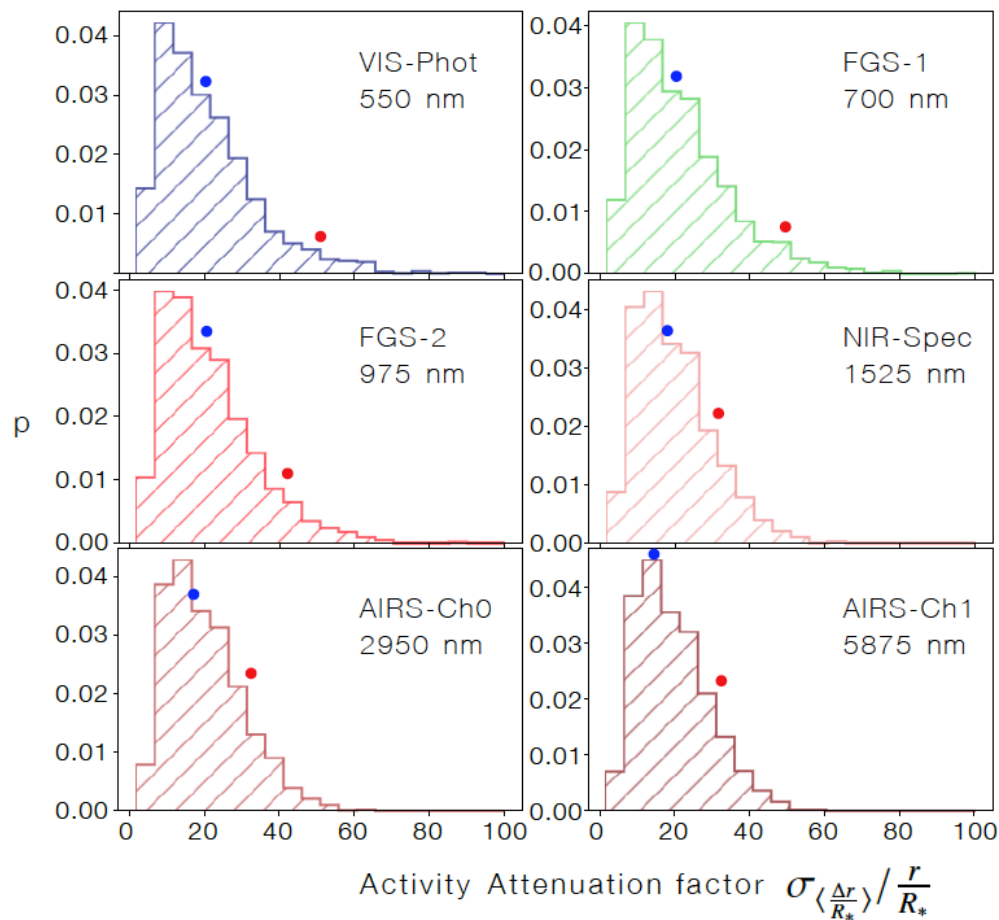 0.04
0.03
0.02
0.01
0.00
VIS-Phot
550 nm
0.04
0.03
0.02
0.01
0.00
FGS-1
700 nm
0.04
0.03
0.02
0.01
0.00
FGS-2
975 nm
0.04
0.03
0.02
0.01
0.00
NIR-Spec
1525 nm
p
0.04
0.03
0.02
0.01
0.00
AIRS-Ch0
2950 nm
0.04
0.03
0.02
0.01
0.00
AIRS-Ch1
5875 nm
0 20 40 60 80 100
0 20 40 60 80 100
Activity Attenuation factor σ⟨Δr/R*⟩ / r/R*